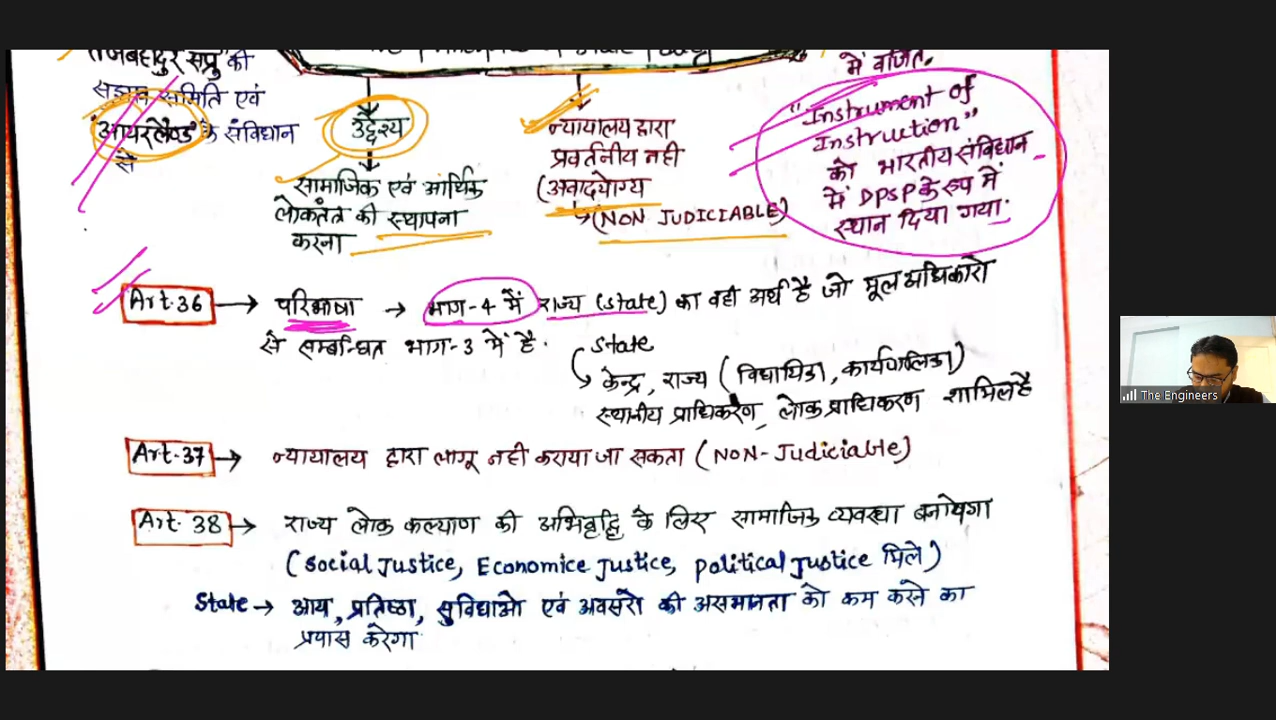 तेजबहादुर सप्रू की
सझाव समिति एवं
आयरलैण्ड के संविधान
से
उद्देश्य
सामाजिक एवं आर्थिक
लोकतंत्र की स्थापना
करना
न्यायालय द्वारा
प्रवर्तनीय नही
(अवादयोग्य
(NON JUDICIABLE)
में वर्णित.
"Instrument of
Instruction"
को भारतीय संविधान
में DPSP के रूप में
स्थान दिया गया.
Art.36 → परिभाषा → भाग-4 में राज्य (State) का वही अर्थ है जो मूल अधिकारो
से सम्बन्धित भाग-3 में है.
State
केन्द्र, राज्य (विधायिका, कार्यपालिका)
स्थानीय प्राधिकरण, लोक प्राधिकरण शामिल है
Art.37 → न्यायालय द्वारा लागू नही कराया जा सकता (NON-Judiciable)
Art. 38 → राज्य लोक कल्याण की अभिवृद्धि के लिए सामाजिक व्यवस्था बनायेगा
(Social Justice, Economice Justice, Political Justice मिले)
State → आय, प्रतिष्ठा, सुविधाओ एवं अवसरो की असमानता को कम करने का
प्रयास करेगा
The Engineers